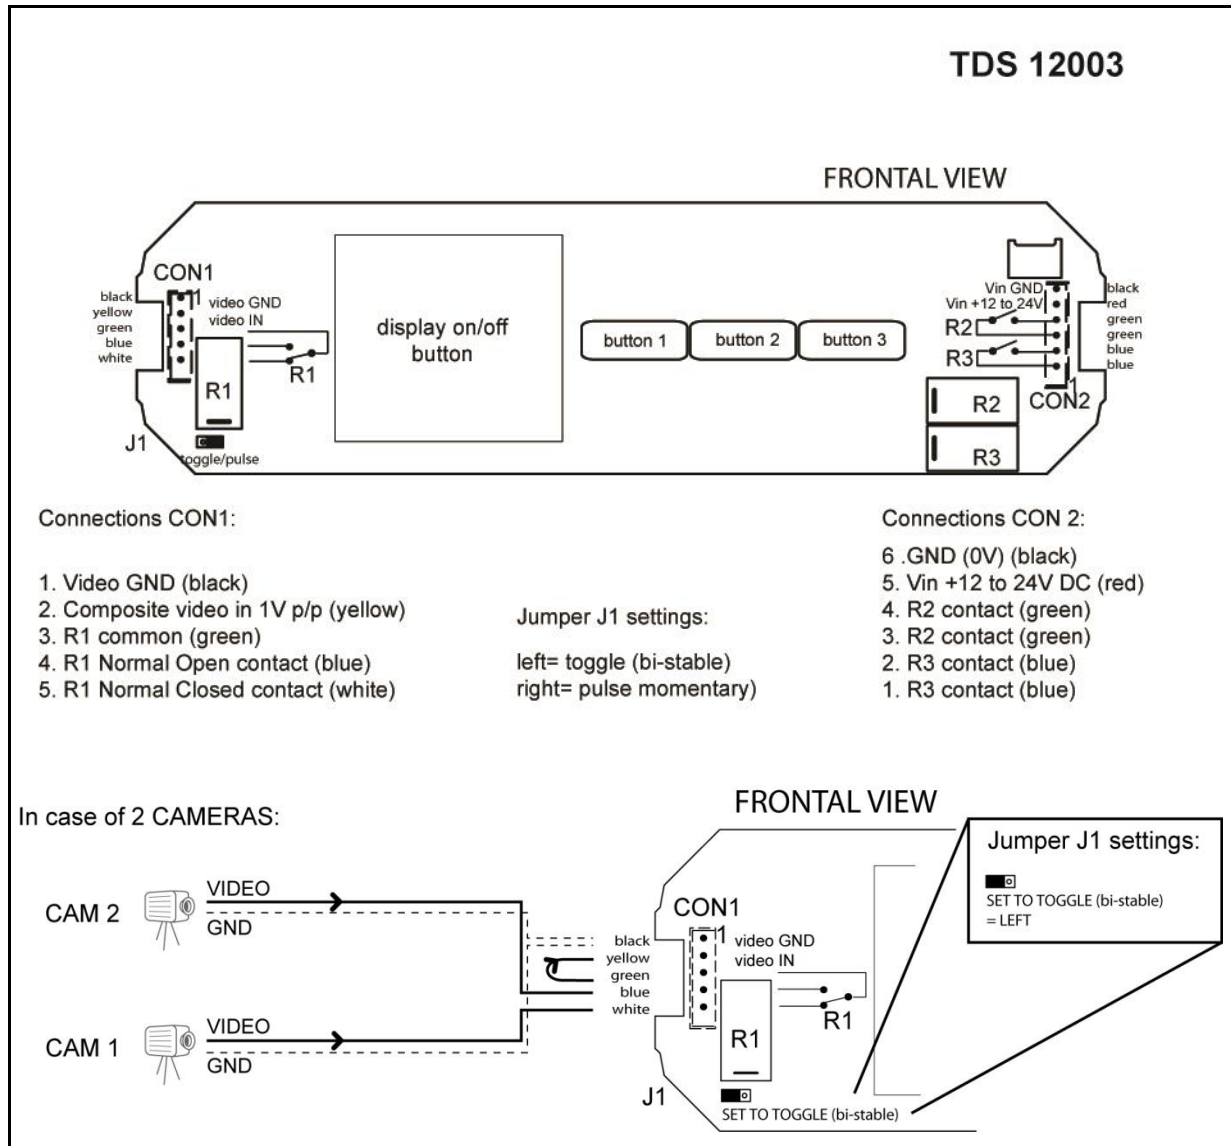 TDS 12003
FRONTAL VIEW
CON1
black
yellow
green
blue
white
1
video GND
video IN
R1
R1
J1
toggle/pulse
display on/off
button
button 1
button 2
button 3
Vin GND
Vin +12 to 24V
R2
R3
black
red
green
green
blue
blue
1
CON2
R2
R3
Connections CON1:
1. Video GND (black)
2. Composite video in 1V p/p (yellow)
3. R1 common (green)
4. R1 Normal Open contact (blue)
5. R1 Normal Closed contact (white)
Jumper J1 settings:
left= toggle (bi-stable)
right= pulse momentary)
Connections CON 2:
6 .GND (0V) (black)
5. Vin +12 to 24V DC (red)
4. R2 contact (green)
3. R2 contact (green)
2. R3 contact (blue)
1. R3 contact (blue)
In case of 2 CAMERAS:
CAM 2
VIDEO
GND
CAM 1
VIDEO
GND
FRONTAL VIEW
CON1
black
yellow
green
blue
white
1
video GND
video IN
R1
R1
J1
SET TO TOGGLE (bi-stable)
Jumper J1 settings:
SET TO TOGGLE (bi-stable)
= LEFT